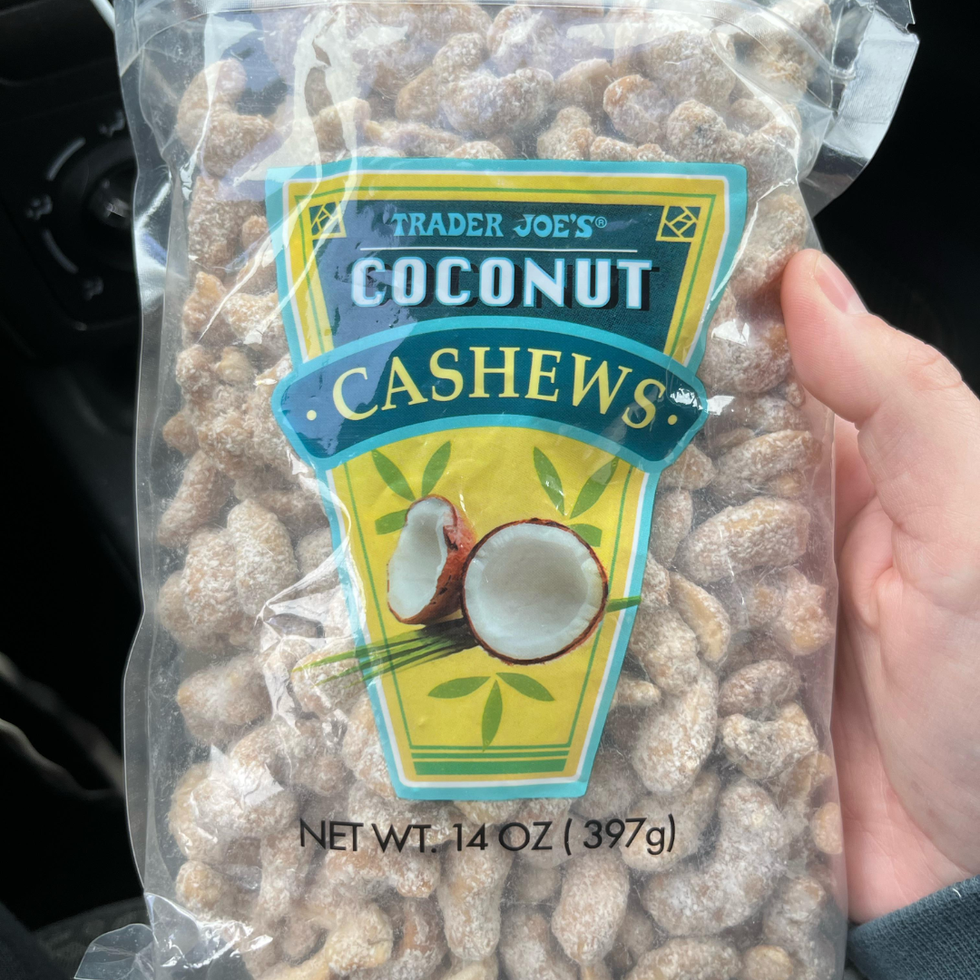 TRADER JOE'S®
COCONUT
· CASHEWS ·
NET WT. 14 OZ ( 397g)